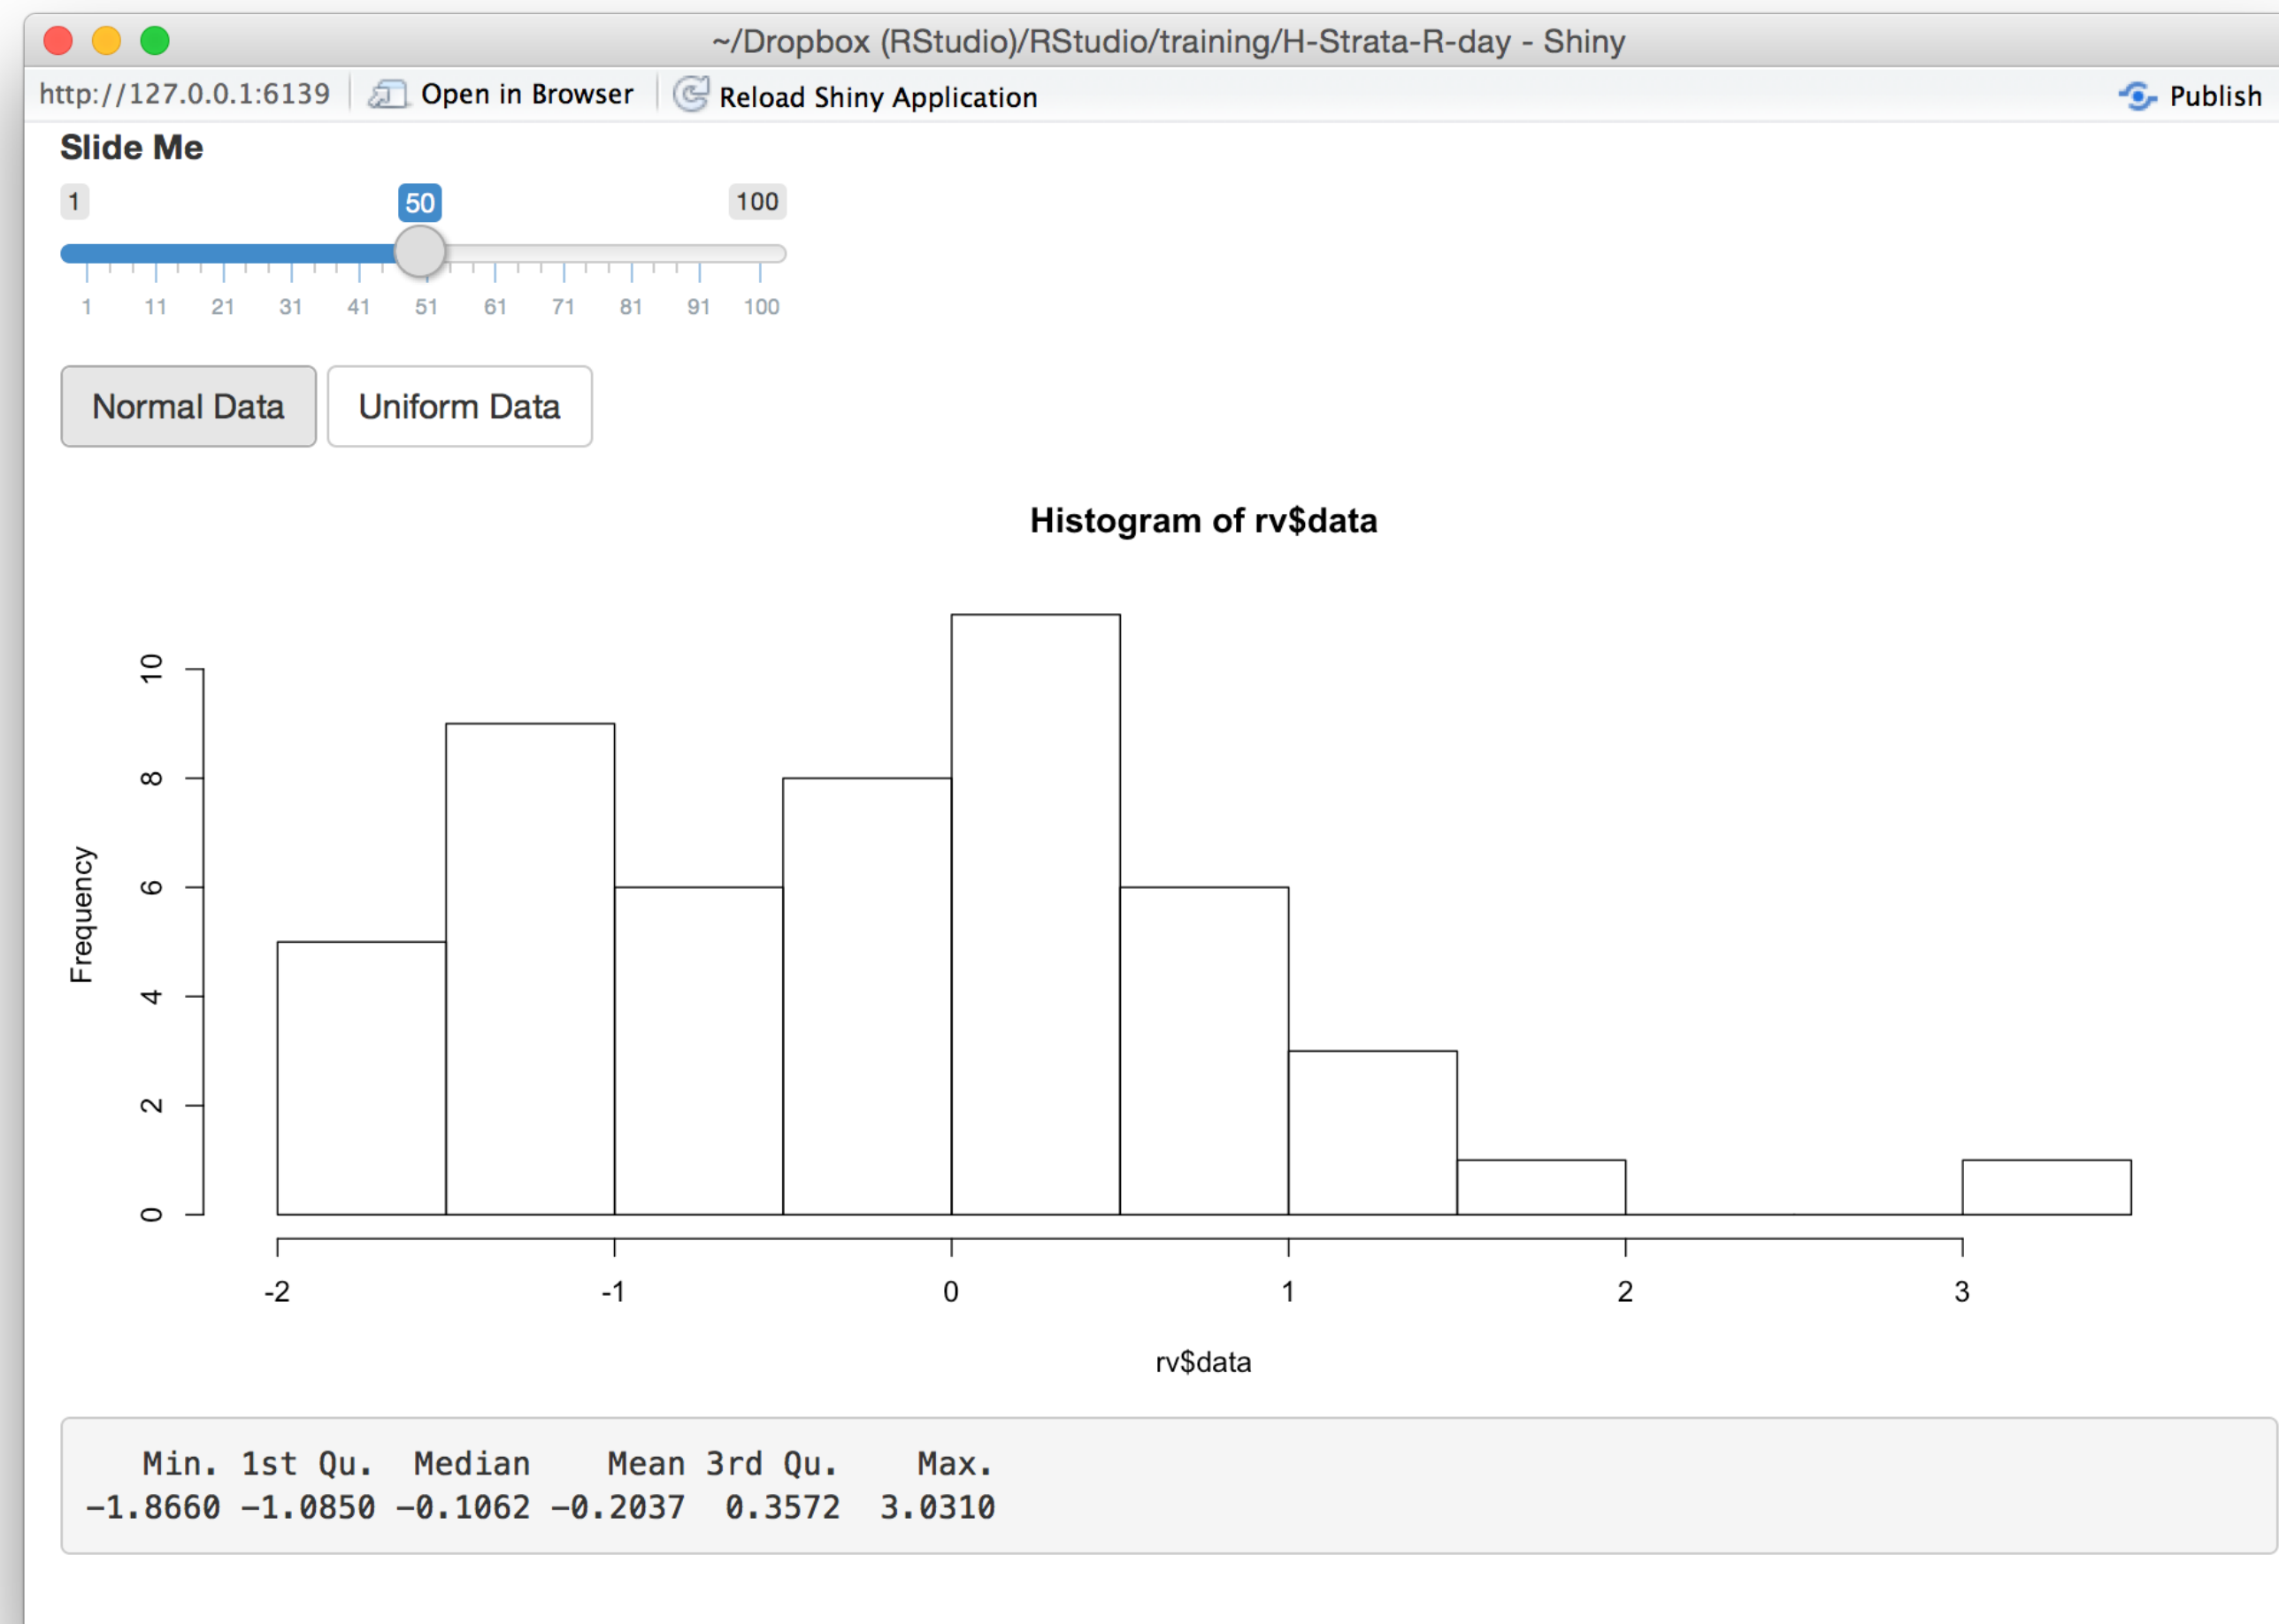 ~/Dropbox (RStudio)/RStudio/training/H-Strata-R-day - Shiny
http://127.0.0.1:6139 Open in Browser Reload Shiny Application Publish
Slide Me
1 50 100
1 11 21 31 41 51 61 71 81 91 100
Normal Data Uniform Data
Histogram of rv$data
10
8
6
4
2
0
Frequency
-2 -1 0 1 2 3
rv$data
Min. 1st Qu. Median Mean 3rd Qu. Max.
-1.8660 -1.0850 -0.1062 -0.2037 0.3572 3.0310